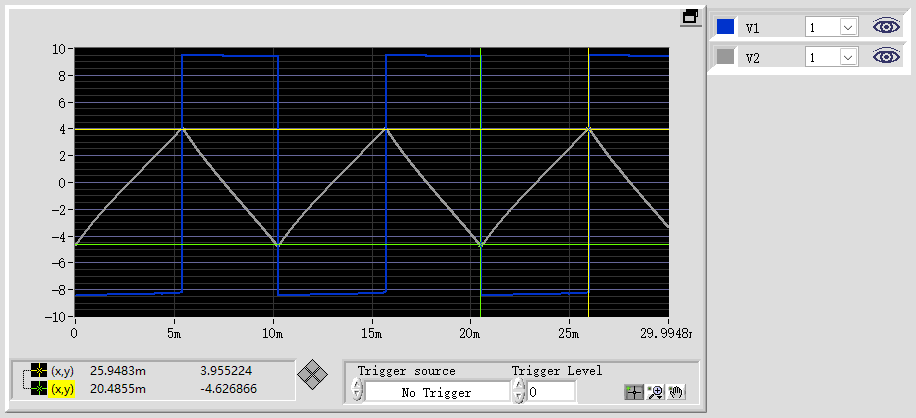 V1 1
V2 1
10
8
6
4
2
0
-2
-4
-6
-8
-10
0 5m 10m 15m 20m 25m 29.9948m
(x,y) 25.9483m 3.955224
(x,y) 20.4855m -4.626866
Trigger source Trigger Level
No Trigger 0